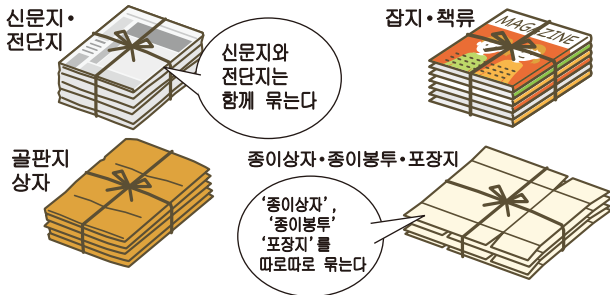 신문지·
전단지
신문지와
전단지는
함께 묶는다
잡지·책류
MAGAZINE
골판지
상자
종이상자·종이봉투·포장지
‘종이상자’,
‘종이봉투’
‘포장지’를
따로따로 묶는다